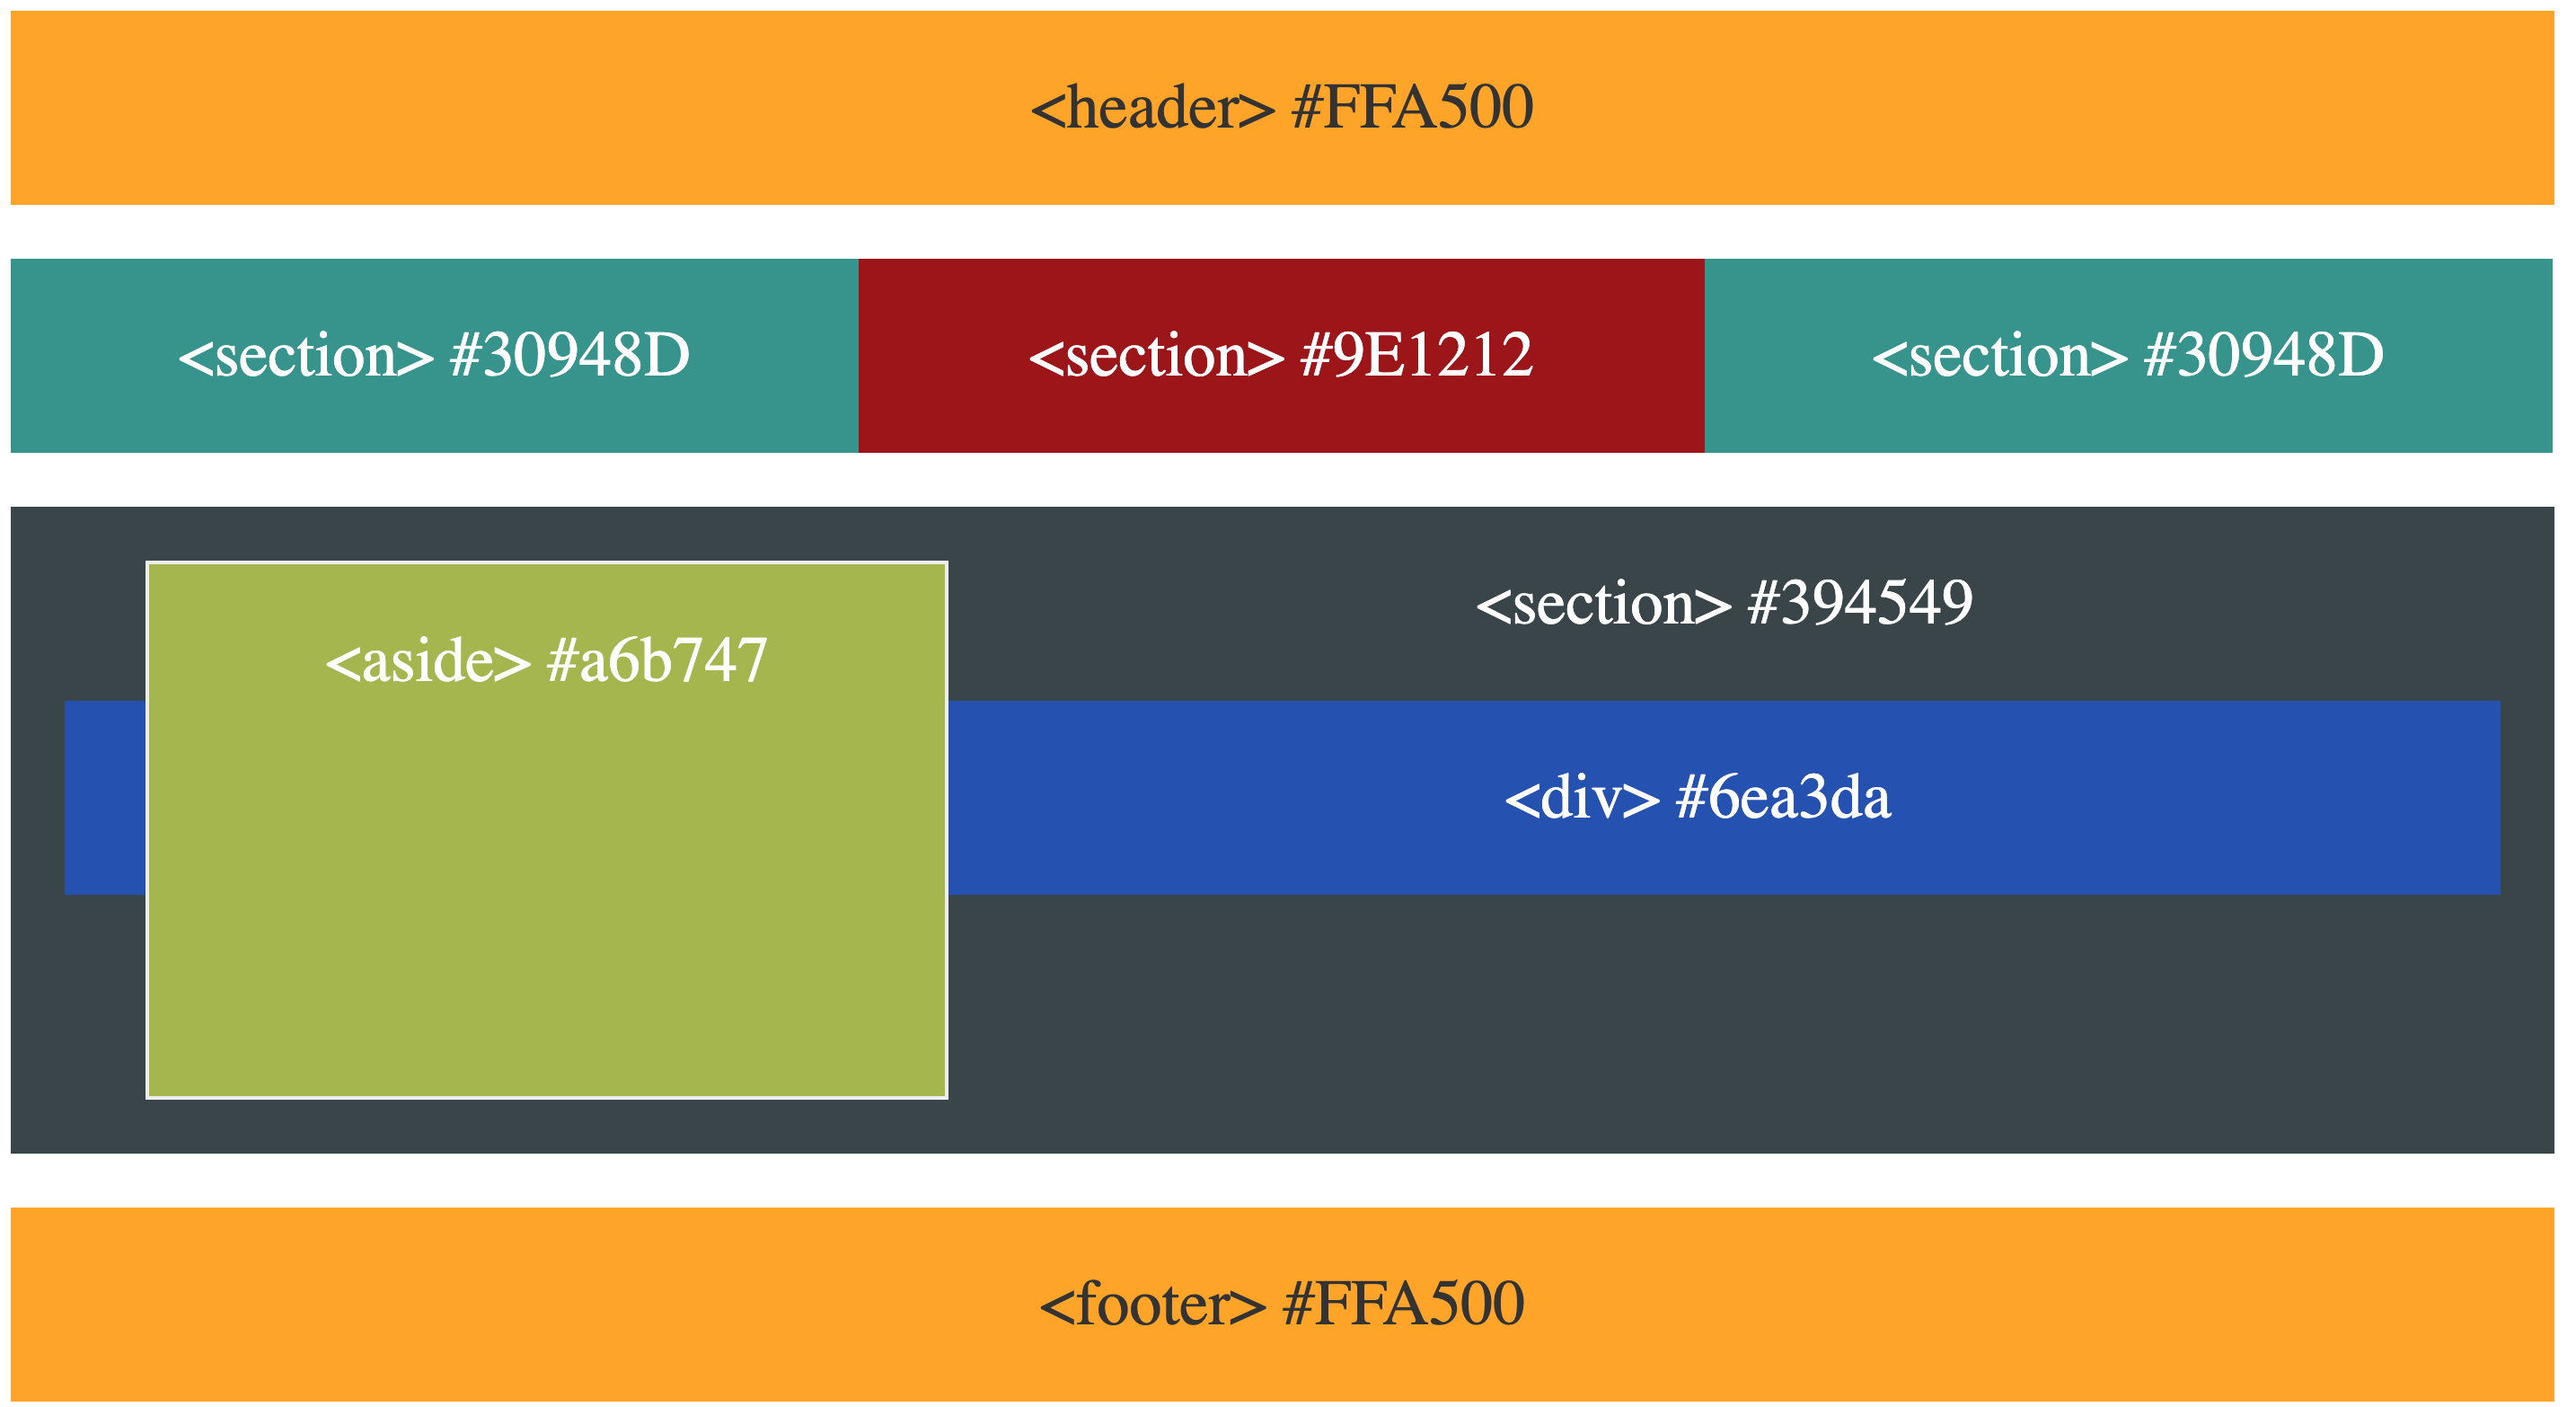 <header> #FFA500
<section> #30948D
<section> #9E1212
<section> #30948D
<section> #394549
<aside> #a6b747
<div> #6ea3da
<footer> #FFA500